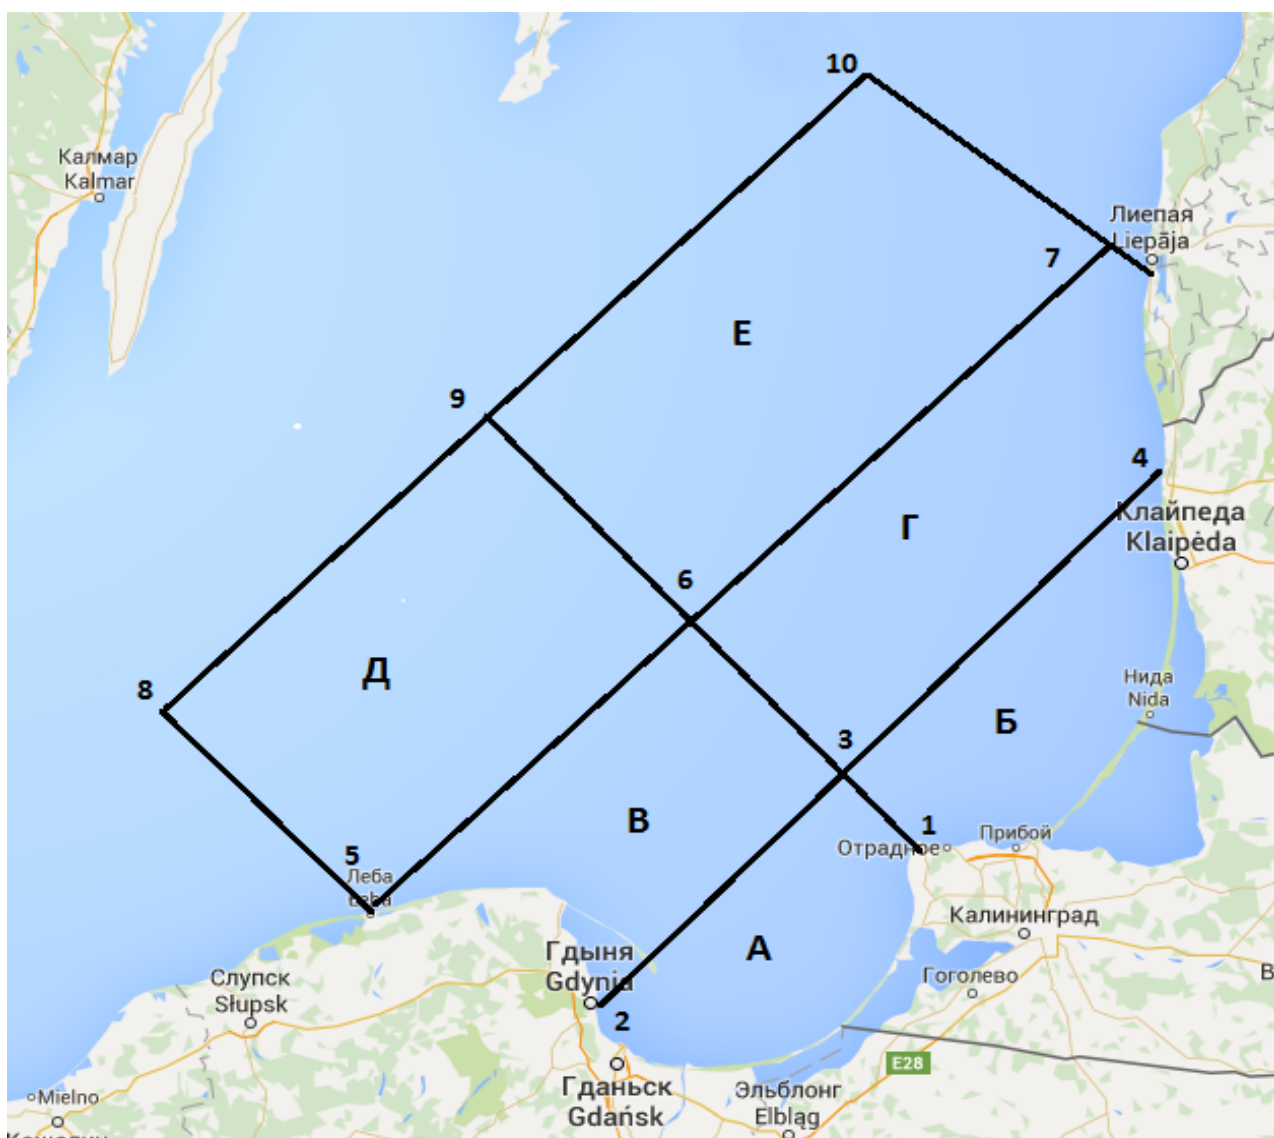 10
Калмар
Kalmar
Лиепая
Liepāja
7
Е
9
4
Клайпеда
Klaipėda
Г
6
Нида
Nida
8
Д
Б
3
В
1
Прибой
Отрадное
5
Леба
Łeba
Калининград
А
Гдыня
Gdynia
Гоголево
В
Слупск
Słupsk
2
E28
Гданьск
Gdańsk
Эльблонг
Elbląg
Mielno